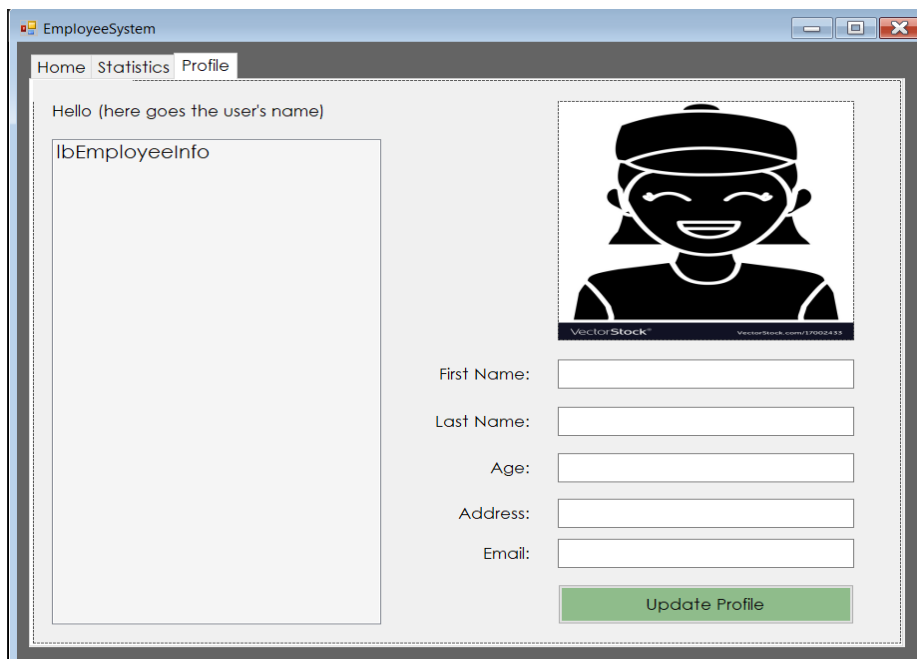 EmployeeSystem
Home Statistics Profile
Hello (here goes the user's name)
lbEmployeeInfo
VectorStock® VectorStock.com/17002433
First Name:
Last Name:
Age:
Address:
Email:
Update Profile